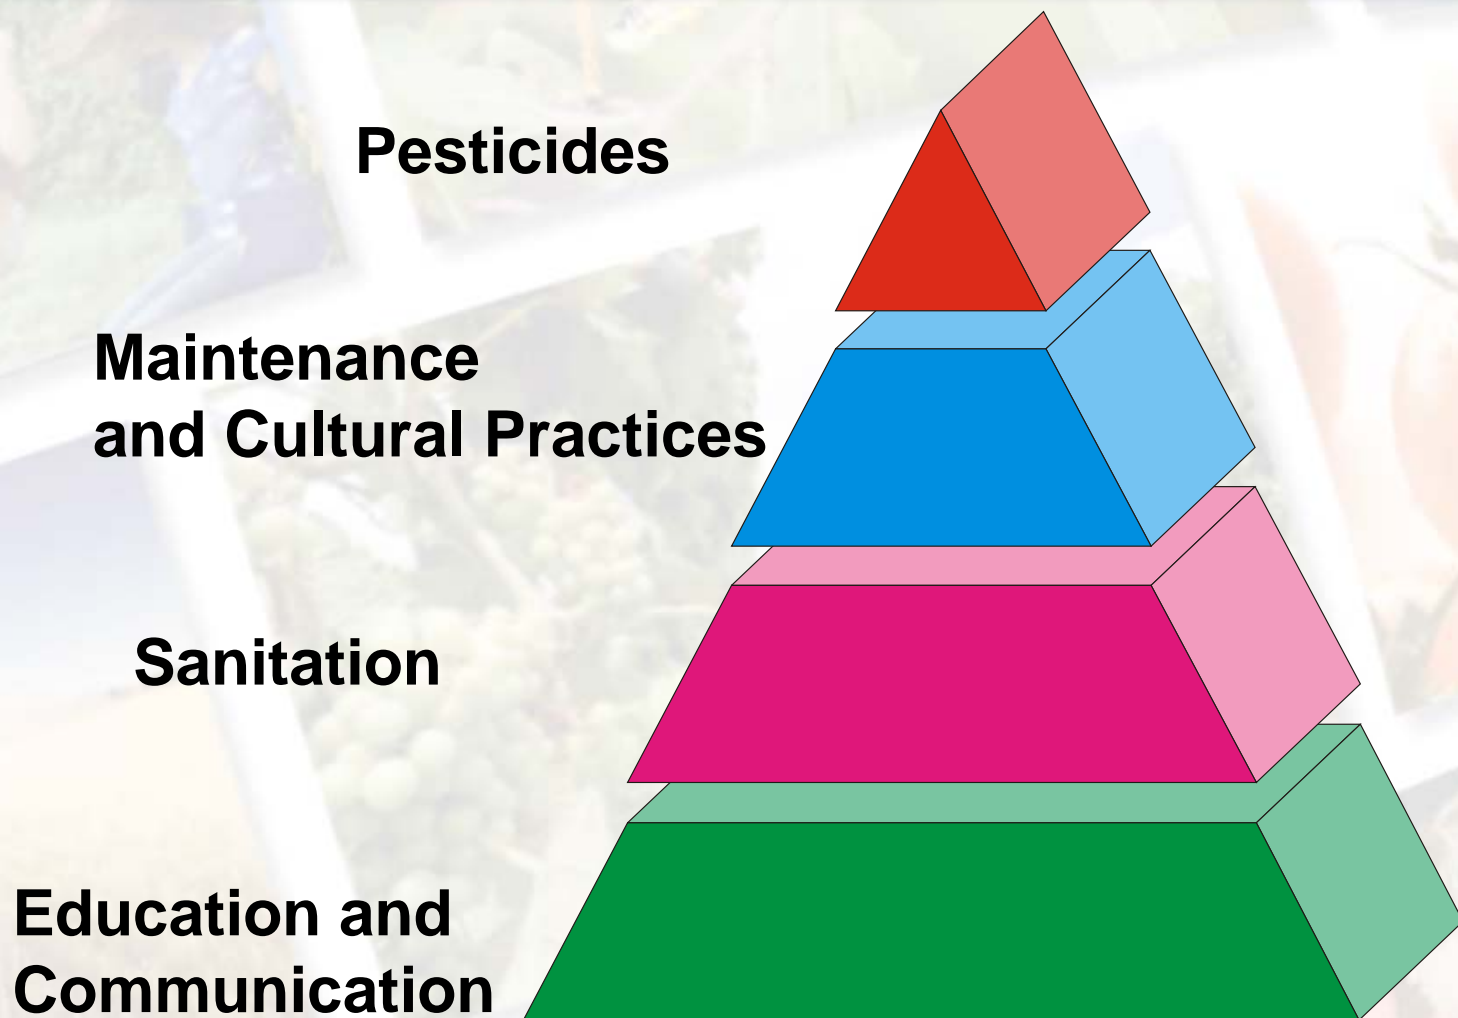 Pesticides
Maintenance
and Cultural Practices
Sanitation
Education and
Communication